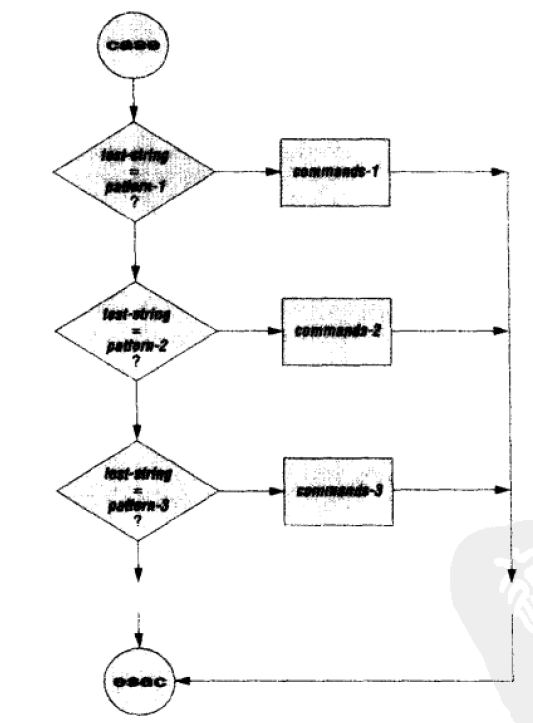 case
test-string
=
pattern-1
?
commands-1
test-string
=
pattern-2
?
commands-2
test-string
=
pattern-3
?
commands-3
esac